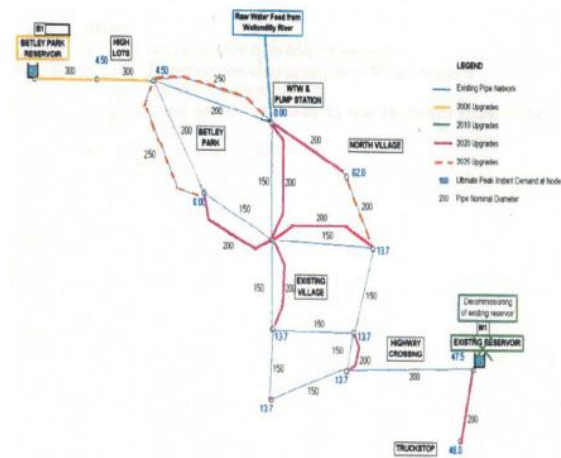 Raw Water Feed from
Wollondilly River
B1
BETLEY PARK
RESERVOIR
HIGH
LOTS
4.50
300
300
4.50
250
WTW &
PUMP STATION
0.00
200
200
BETLEY
PARK
200
250
NORTH VILLAGE
62.0
150
200
0.00
150
200
200
150
13.7
LEGEND
Existing Pipe Network
2006 Upgrades
2010 Upgrades
2020 Upgrades
2035 Upgrades
Ultimate Peak Instant Demand at Node
200 Pipe Nominal Diameter
EXISTING
VILLAGE
150
200
150
13.7
150
13.7
150
150
200
13.7
150
13.7
HIGHWAY
CROSSING
200
Decommissioning
of existing reservoir
EXISTING RESERVOIR
47.5
200
TRUCKSTOP
48.0